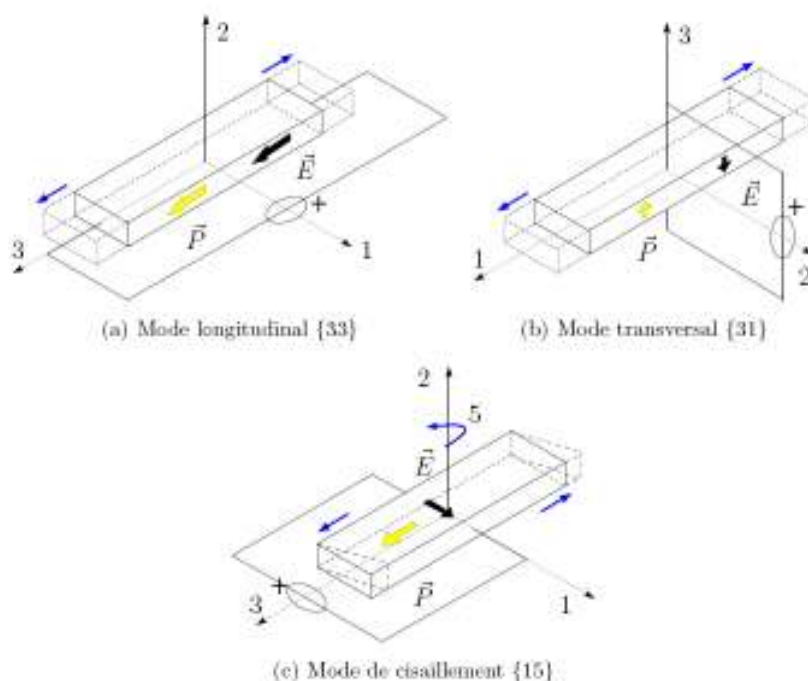 2
E⃗
P⃗
+
3
1
(a) Mode longitudinal {33}
3
E⃗
P⃗
+
1
2
(b) Mode transversal {31}
2
5
E⃗
+
3
P⃗
1
(c) Mode de cisaillement {15}